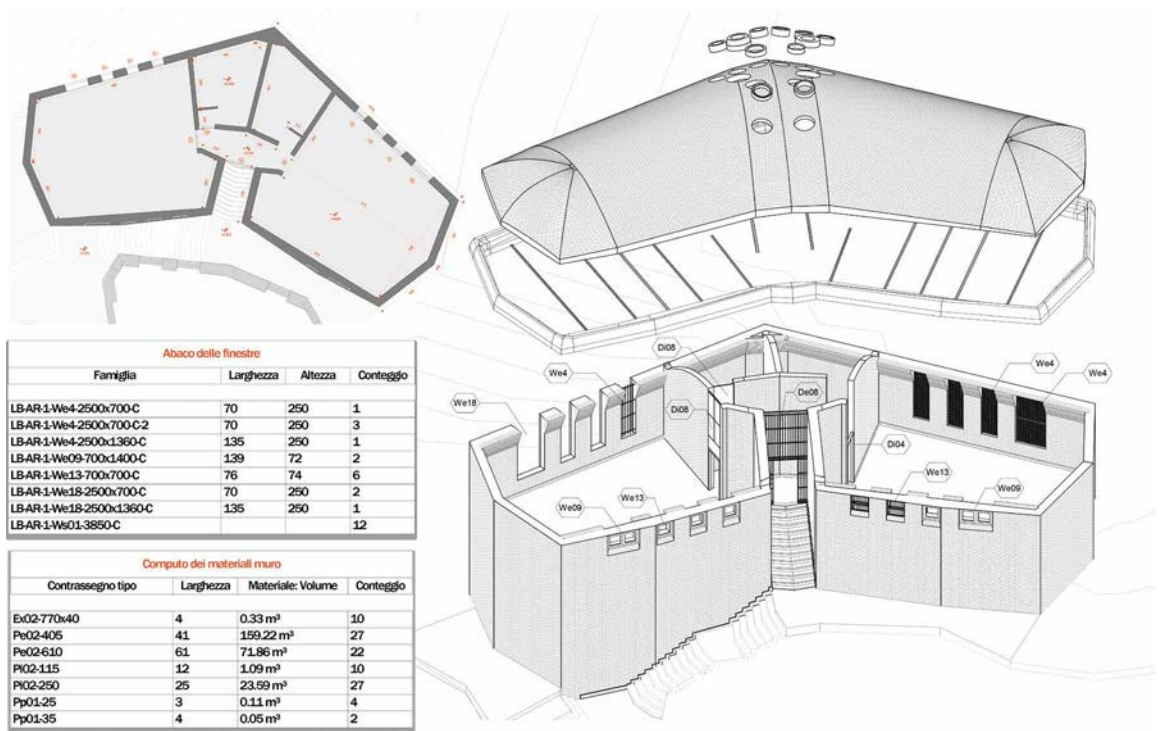 Di08
We4
We4
We4
We18
Di08
De08
Di04
We13
We09
We13
We09
Abaco delle finestre
Famiglia Larghezza Altezza Conteggio
LB-AR-1-We4-2500x700-C 70 250 1
LB-AR-1-We4-2500x700-C-2 70 250 3
LB-AR-1-We4-2500x1360-C 135 250 1
LB-AR-1-We09-700x1400-C 139 72 2
LB-AR-1-We13-700x700-C 76 74 6
LB-AR-1-We18-2500x700-C 70 250 2
LB-AR-1-We18-2500x1360-C 135 250 1
LB-AR-1-Ws01-3850-C 12
Computo dei materiali muro
Contrassegno tipo Larghezza Materiale: Volume Conteggio
Ex02-770x40 4 0.33 m³ 10
Pe02-405 41 159.22 m³ 27
Pe02-610 61 71.86 m³ 22
Pi02-115 12 1.09 m³ 10
Pi02-250 25 23.59 m³ 27
Pp01-25 3 0.11 m³ 4
Pp01-35 4 0.05 m³ 2